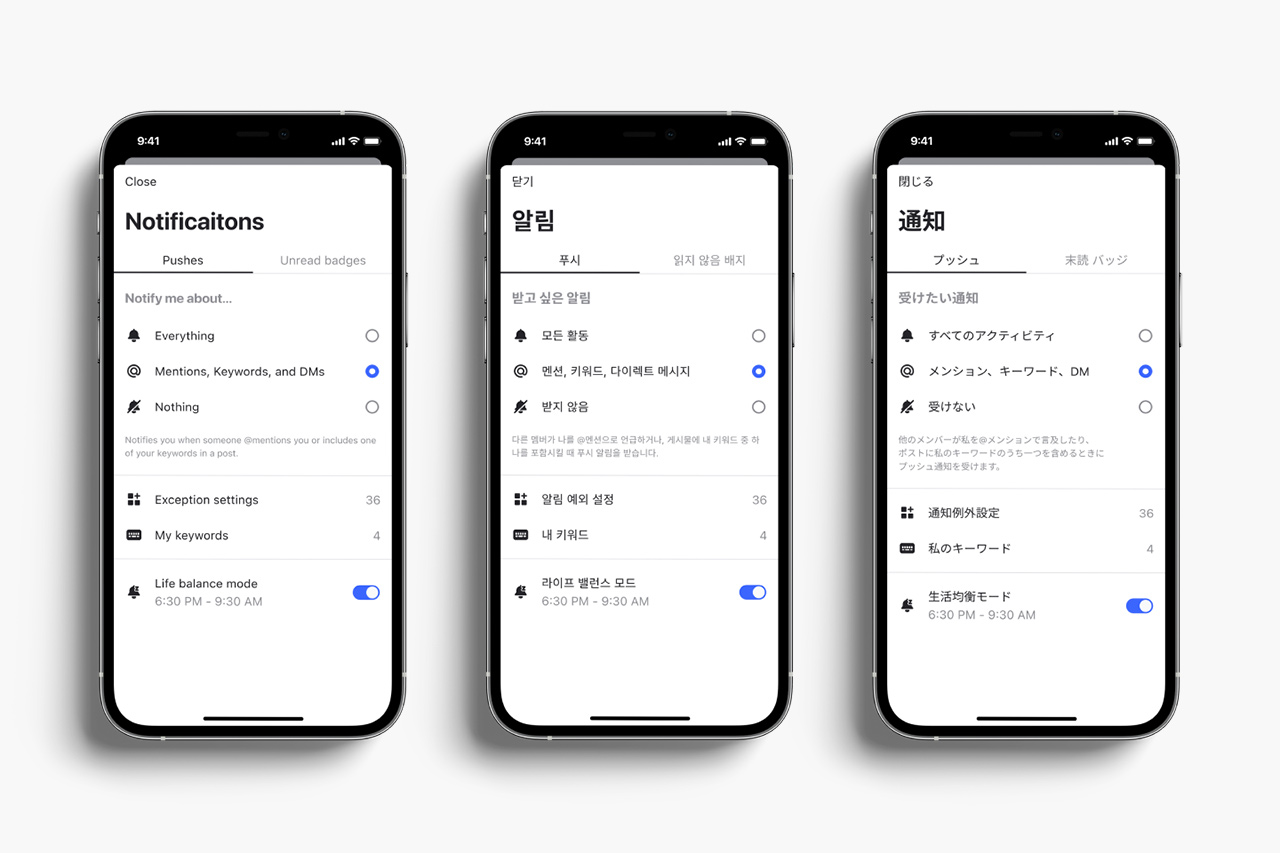 9:41
Close
Notificaitons
Pushes
Unread badges
Notify me about...
Everything
Mentions, Keywords, and DMs
Nothing
Notifies you when someone @mentions you or includes one
of your keywords in a post.
Exception settings
36
My keywords
4
Life balance mode
6:30 PM - 9:30 AM
9:41
닫기
알림
푸시
읽지 않음 배지
받고 싶은 알림
모든 활동
멘션, 키워드, 다이렉트 메시지
받지 않음
다른 멤버가 나를 @멘션으로 언급하거나, 게시물에 내 키워드 중 하
나를 포함시킬 때 푸시 알림을 받습니다.
알림 예외 설정
36
내 키워드
4
라이프 밸런스 모드
6:30 PM - 9:30 AM
9:41
閉じる
通知
プッシュ
末読 バッジ
受けたい通知
すべてのアクティビティ
メンション、キーワード、DM
受けない
他のメンバーが私を@メンションで言及したり、
ポストに私のキーワードのうち一つを含めるときに
プッシュ通知を受けます。
通知例外設定
36
私のキーワード
4
生活均衡モード
6:30 PM - 9:30 AM